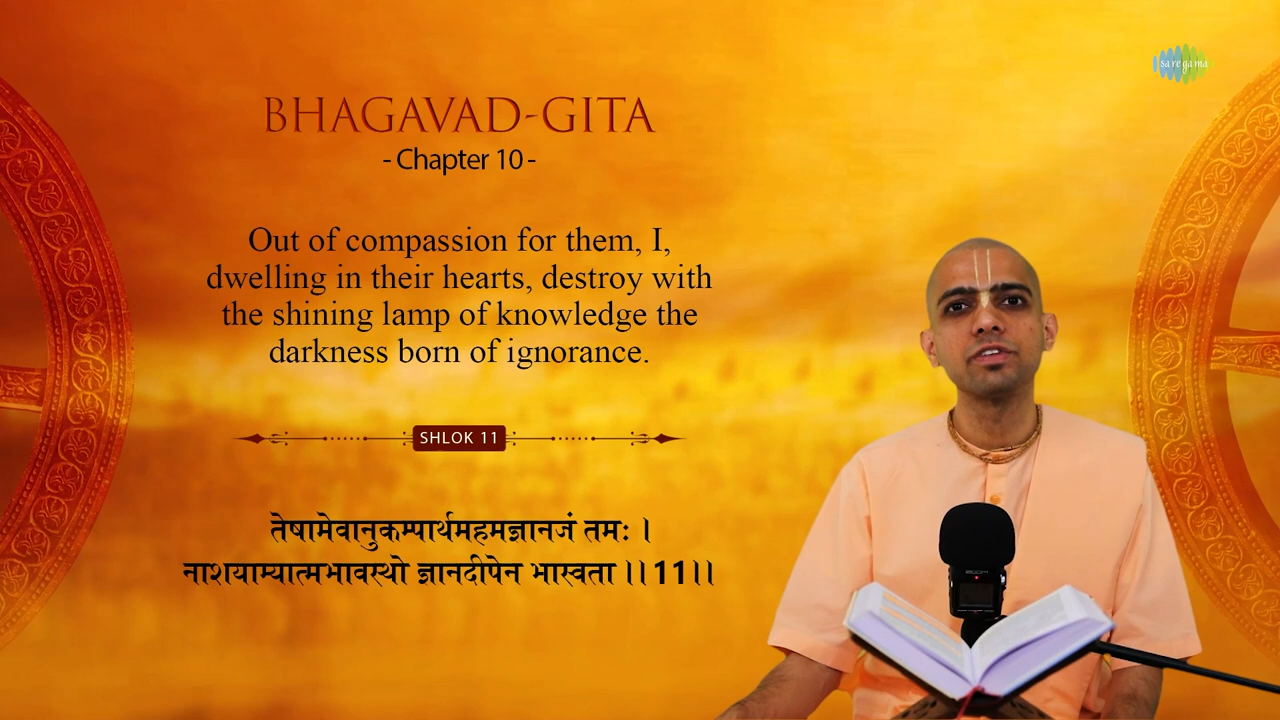 saregama
BHAGAVAD-GITA
- Chapter 10 -
Out of compassion for them, I,
dwelling in their hearts, destroy with
the shining lamp of knowledge the
darkness born of ignorance.
SHLOK 11
तेषामेवानुकम्पार्थमहमज्ञानजं तमः ।
नाशयाम्यात्मभावस्थो ज्ञानदीपेन भास्वता ।। 11।।
ZOOM